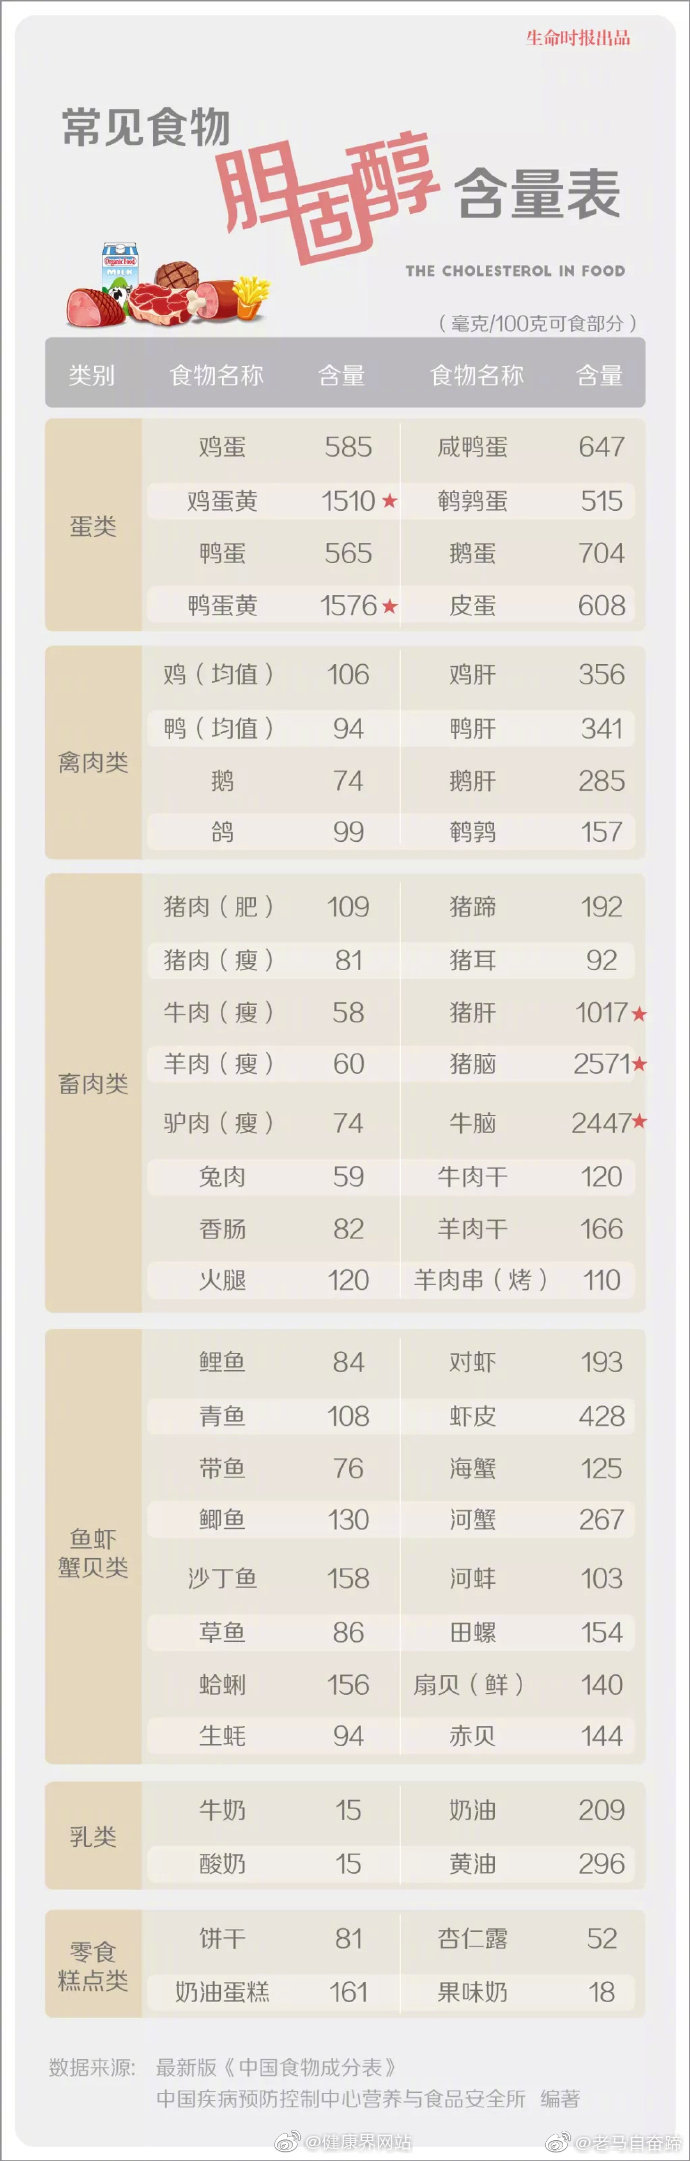 生命时报出品
常见食物
胆固醇
含量表
THE CHOLESTEROL IN FOOD
Organic Food
MILK
（毫克/100克可食部分）
类别 食物名称 含量 食物名称 含量
蛋类
鸡蛋 585 咸鸭蛋 647
鸡蛋黄 1510★ 鹌鹑蛋 515
鸭蛋 565 鹅蛋 704
鸭蛋黄 1576★ 皮蛋 608
禽肉类
鸡（均值） 106 鸡肝 356
鸭（均值） 94 鸭肝 341
鹅 74 鹅肝 285
鸽 99 鹌鹑 157
畜肉类
猪肉（肥） 109 猪蹄 192
猪肉（瘦） 81 猪耳 92
牛肉（瘦） 58 猪肝 1017★
羊肉（瘦） 60 猪脑 2571★
驴肉（瘦） 74 牛脑 2447★
兔肉 59 牛肉干 120
香肠 82 羊肉干 166
火腿 120 羊肉串（烤） 110
鱼虾
蟹贝类
鲤鱼 84 对虾 193
青鱼 108 虾皮 428
带鱼 76 海蟹 125
鲫鱼 130 河蟹 267
沙丁鱼 158 河蚌 103
草鱼 86 田螺 154
蛤蜊 156 扇贝（鲜） 140
生蚝 94 赤贝 144
乳类
牛奶 15 奶油 209
酸奶 15 黄油 296
零食
糕点类
饼干 81 杏仁露 52
奶油蛋糕 161 果味奶 18
数据来源: 最新版《中国食物成分表》
中国疾病预防控制中心营养与食品安全所 编著
@健康界网站
@老马自奋蹄